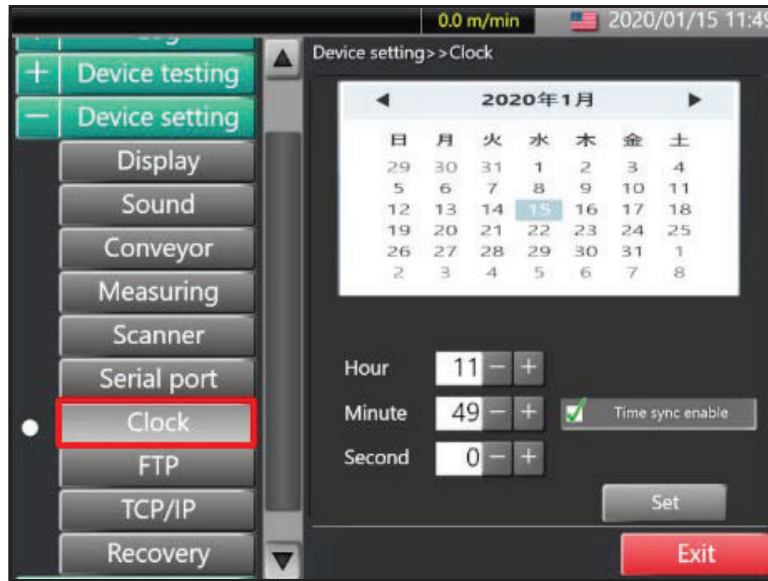 0.0 m/min 2020/01/15 11:49
Device testing
Device setting
Display
Sound
Conveyor
Measuring
Scanner
Serial port
Clock
FTP
TCP/IP
Recovery
Device setting>>Clock
2020年1月
日 月 火 水 木 金 土
29 30 31 1 2 3 4
5 6 7 8 9 10 11
12 13 14 15 16 17 18
19 20 21 22 23 24 25
26 27 28 29 30 31 1
2 3 4 5 6 7 8
Hour 11 − +
Minute 49 − + Time sync enable
Second 0 − +
Set
Exit